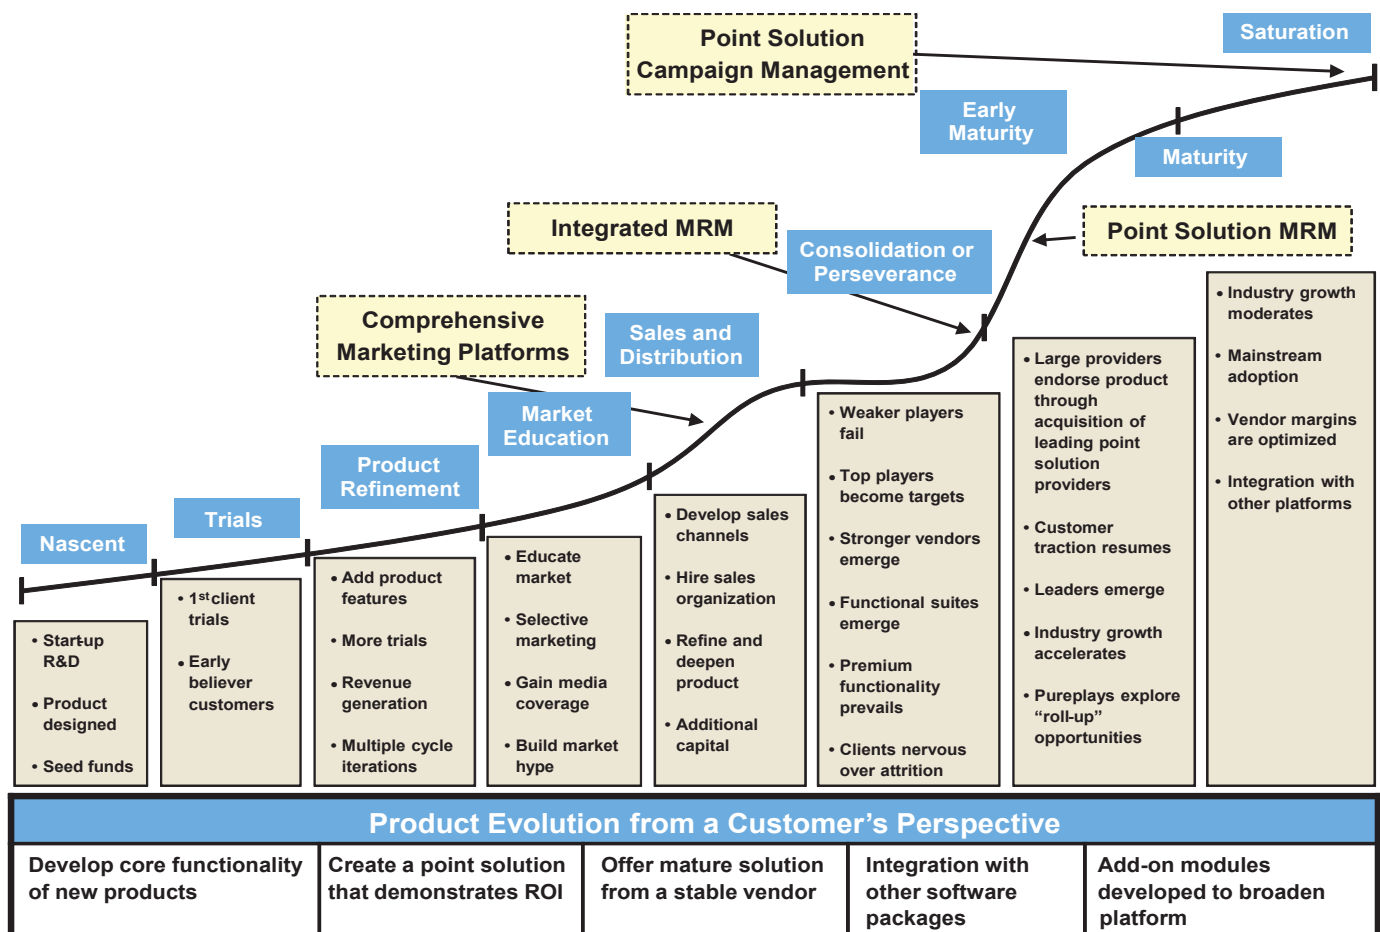 Point Solution
Campaign Management
Saturation
Early
Maturity
Maturity
Integrated MRM
Consolidation or
Perseverance
Point Solution MRM
Comprehensive
Marketing Platforms
Sales and
Distribution
Market
Education
Product
Refinement
Trials
Nascent
• Start-up
R&D
• Product
designed
• Seed funds
• 1st client
trials
• Early
believer
customers
• Add product
features
• More trials
• Revenue
generation
• Multiple cycle
iterations
• Educate
market
• Selective
marketing
• Gain media
coverage
• Build market
hype
• Develop sales
channels
• Hire sales
organization
• Refine and
deepen
product
• Additional
capital
• Weaker players
fail
• Top players
become targets
• Stronger vendors
emerge
• Functional suites
emerge
• Premium
functionality
prevails
• Clients nervous
over attrition
• Large providers
endorse product
through
acquisition of
leading point
solution
providers
• Customer
traction resumes
• Leaders emerge
• Industry growth
accelerates
• Pureplays explore
“roll-up”
opportunities
• Industry growth
moderates
• Mainstream
adoption
• Vendor margins
are optimized
• Integration with
other platforms
Product Evolution from a Customer’s Perspective
Develop core functionality
of new products
Create a point solution
that demonstrates ROI
Offer mature solution
from a stable vendor
Integration with
other software
packages
Add-on modules
developed to broaden
platform